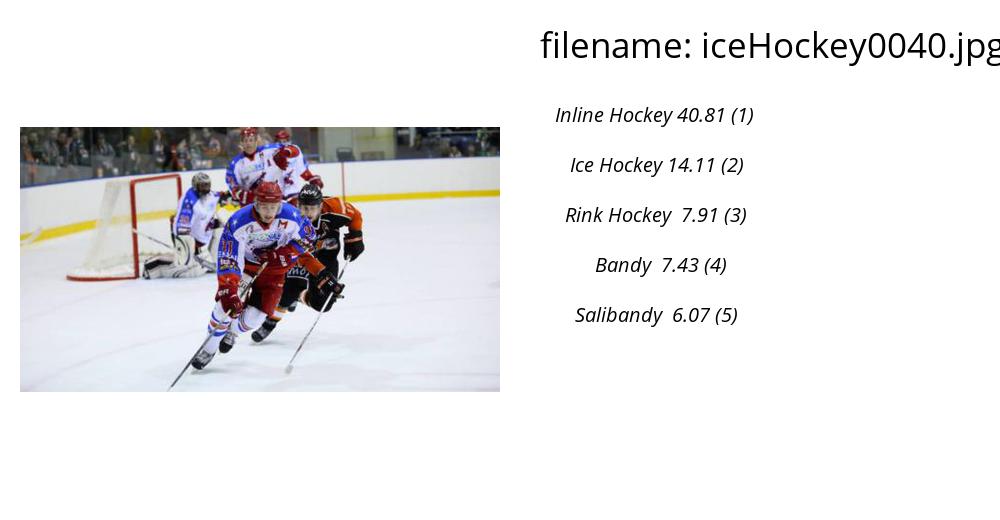 filename: iceHockey0040.jpg
Inline Hockey 40.81 (1)
Ice Hockey 14.11 (2)
Rink Hockey 7.91 (3)
Bandy 7.43 (4)
Salibandy 6.07 (5)